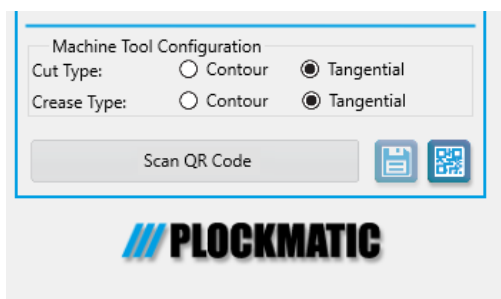 Machine Tool Configuration
Cut Type: Contour Tangential
Crease Type: Contour Tangential
Scan QR Code
PLOCKMATIC